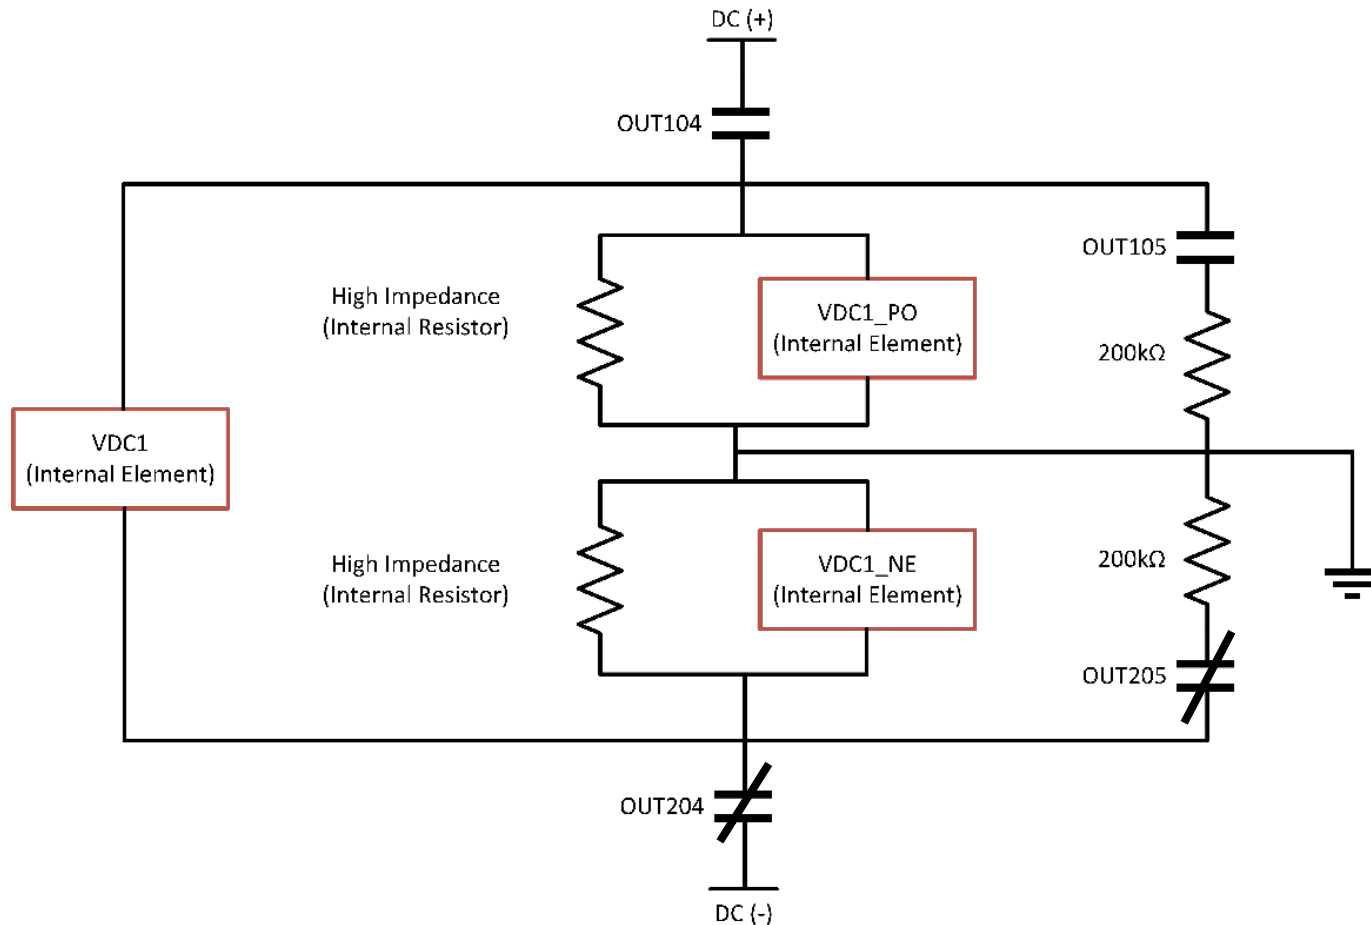 DC (+)
OUT104
OUT105
High Impedance
(Internal Resistor)
VDC1_PO
(Internal Element)
200kΩ
VDC1
(Internal Element)
High Impedance
(Internal Resistor)
VDC1_NE
(Internal Element)
200kΩ
OUT205
OUT204
DC (-)